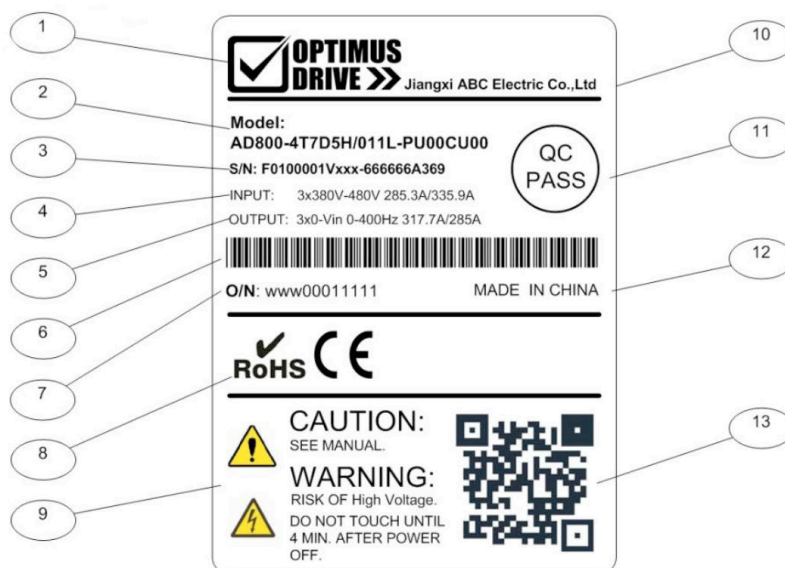 1
2
3
4
5
6
7
8
9
10
11
12
13
OPTIMUS
DRIVE
Jiangxi ABC Electric Co.,Ltd
Model:
AD800-4T7D5H/011L-PU00CU00
S/N: F0100001Vxxx-666666A369
QC
PASS
INPUT: 3x380V-480V 285.3A/335.9A
OUTPUT: 3x0-Vin 0-400Hz 317.7A/285A
O/N: www00011111 MADE IN CHINA
RoHS CE
CAUTION:
SEE MANUAL.
WARNING:
RISK OF High Voltage.
DO NOT TOUCH UNTIL
4 MIN. AFTER POWER
OFF.